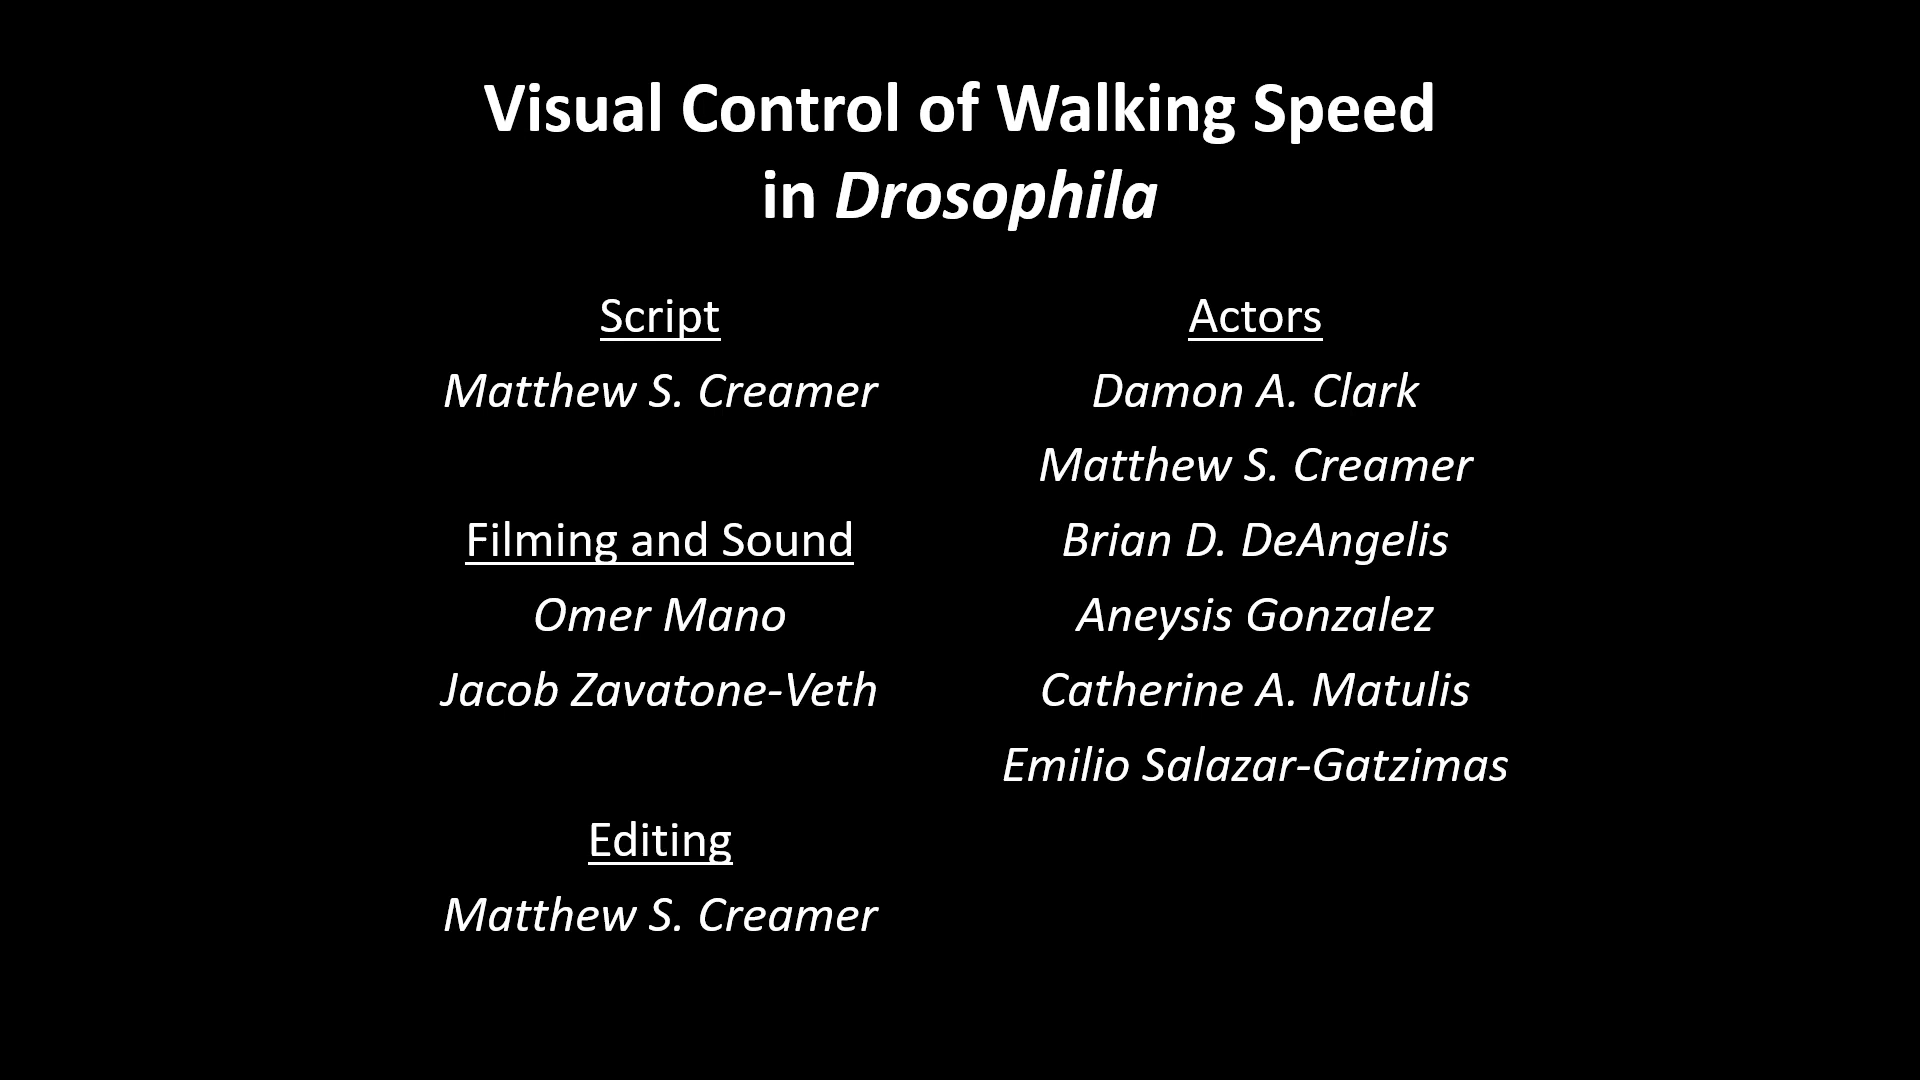 Visual Control of Walking Speed
in Drosophila
Script
Matthew S. Creamer
Filming and Sound
Omer Mano
Jacob Zavatone-Veth
Editing
Matthew S. Creamer
Actors
Damon A. Clark
Matthew S. Creamer
Brian D. DeAngelis
Aneysis Gonzalez
Catherine A. Matulis
Emilio Salazar-Gatzimas